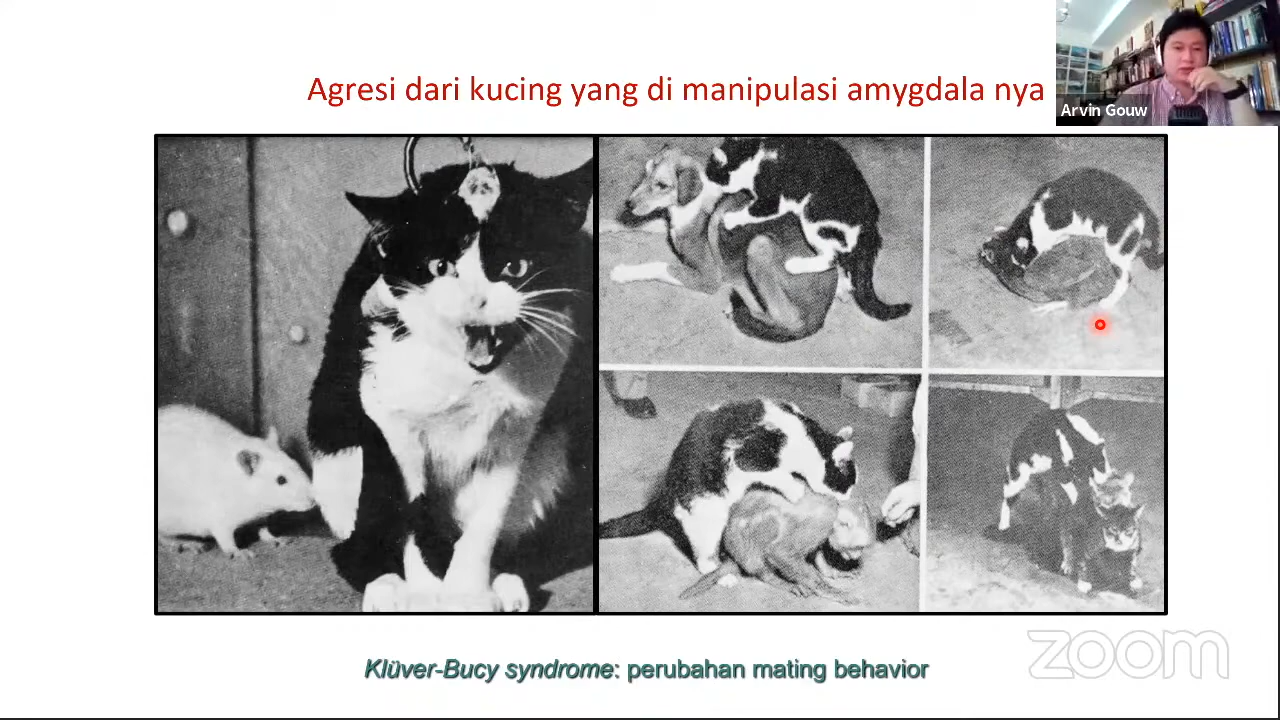 Agresi dari kucing yang di manipulasi amygdala nya
Arvin Gouw
Klüver-Bucy syndrome: perubahan mating behavior
zoom